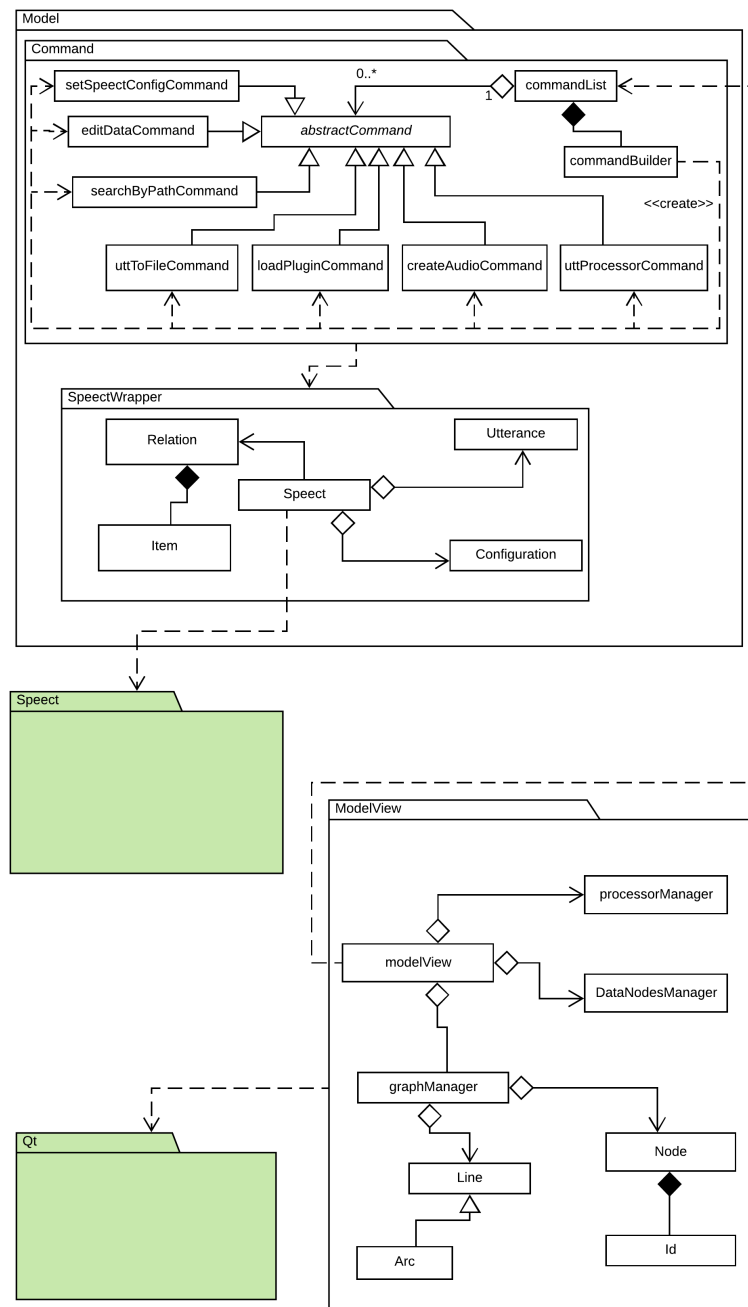 Model
Command
setSpeectConfigCommand
0..*
1
commandList
editDataCommand
abstractCommand
commandBuilder
searchByPathCommand
<<create>>
uttToFileCommand
loadPluginCommand
createAudioCommand
uttProcessorCommand
SpeectWrapper
Relation
Utterance
Speect
Item
Configuration
Speect
ModelView
processorManager
modelView
DataNodesManager
graphManager
Qt
Node
Line
Id
Arc